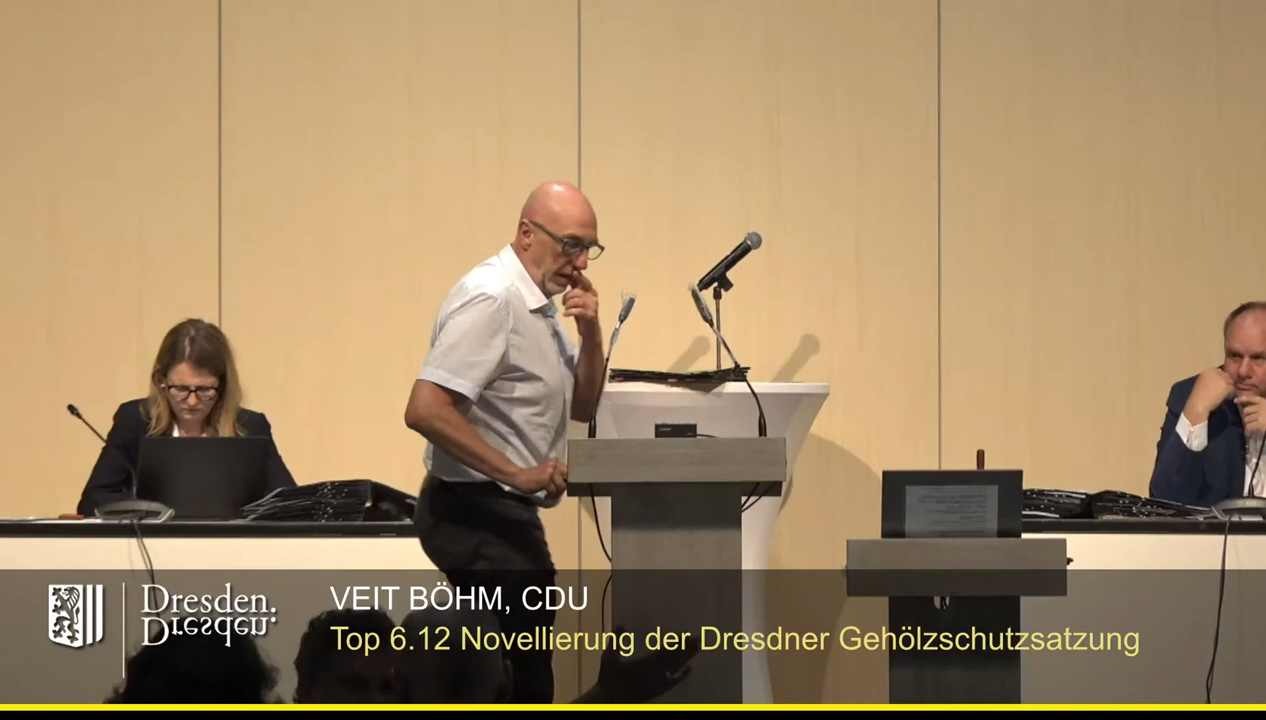 Dresden.
Dresden.
VEIT BÖHM, CDU
Top 6.12 Novellierung der Dresdner Gehölzschutzsatzung